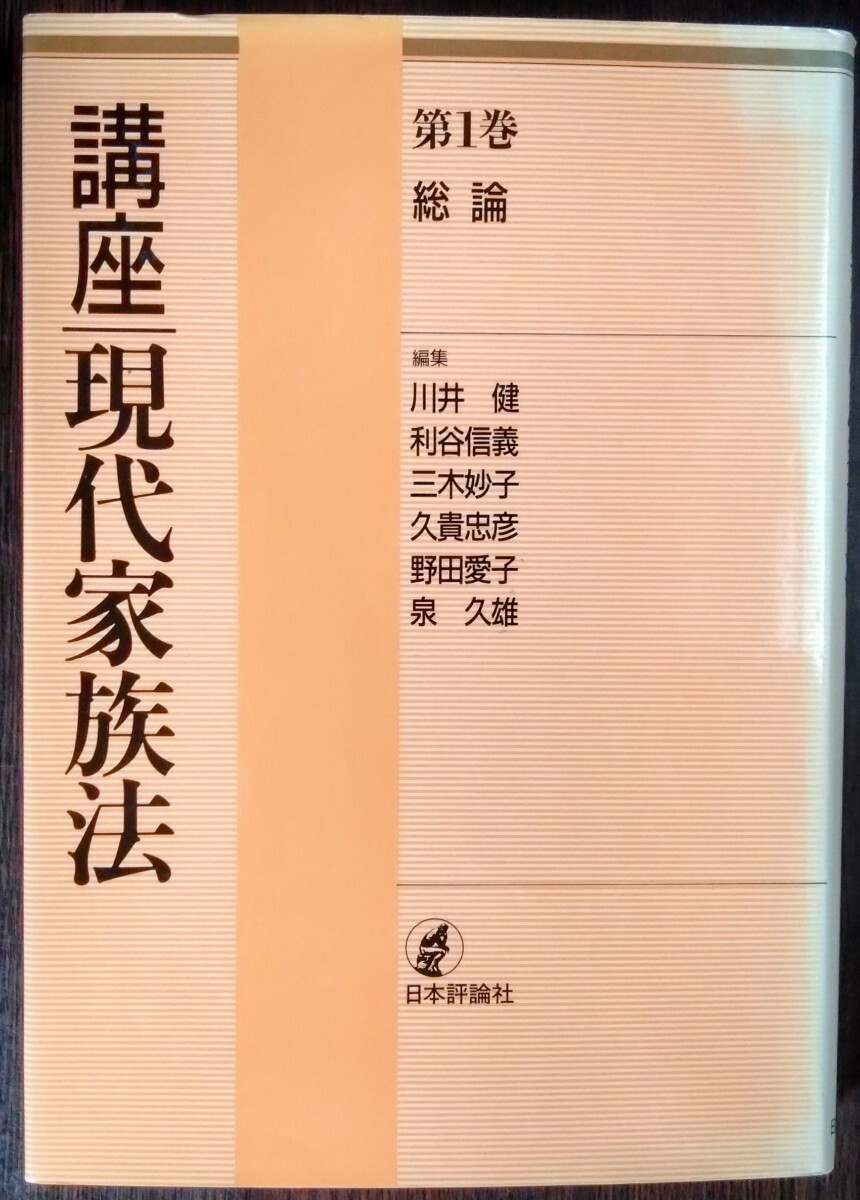 講座|現代家族法
第1巻
総論
編集
川井 健
利谷信義
三木妙子
久貴忠彦
野田愛子
泉 久雄
日本評論社